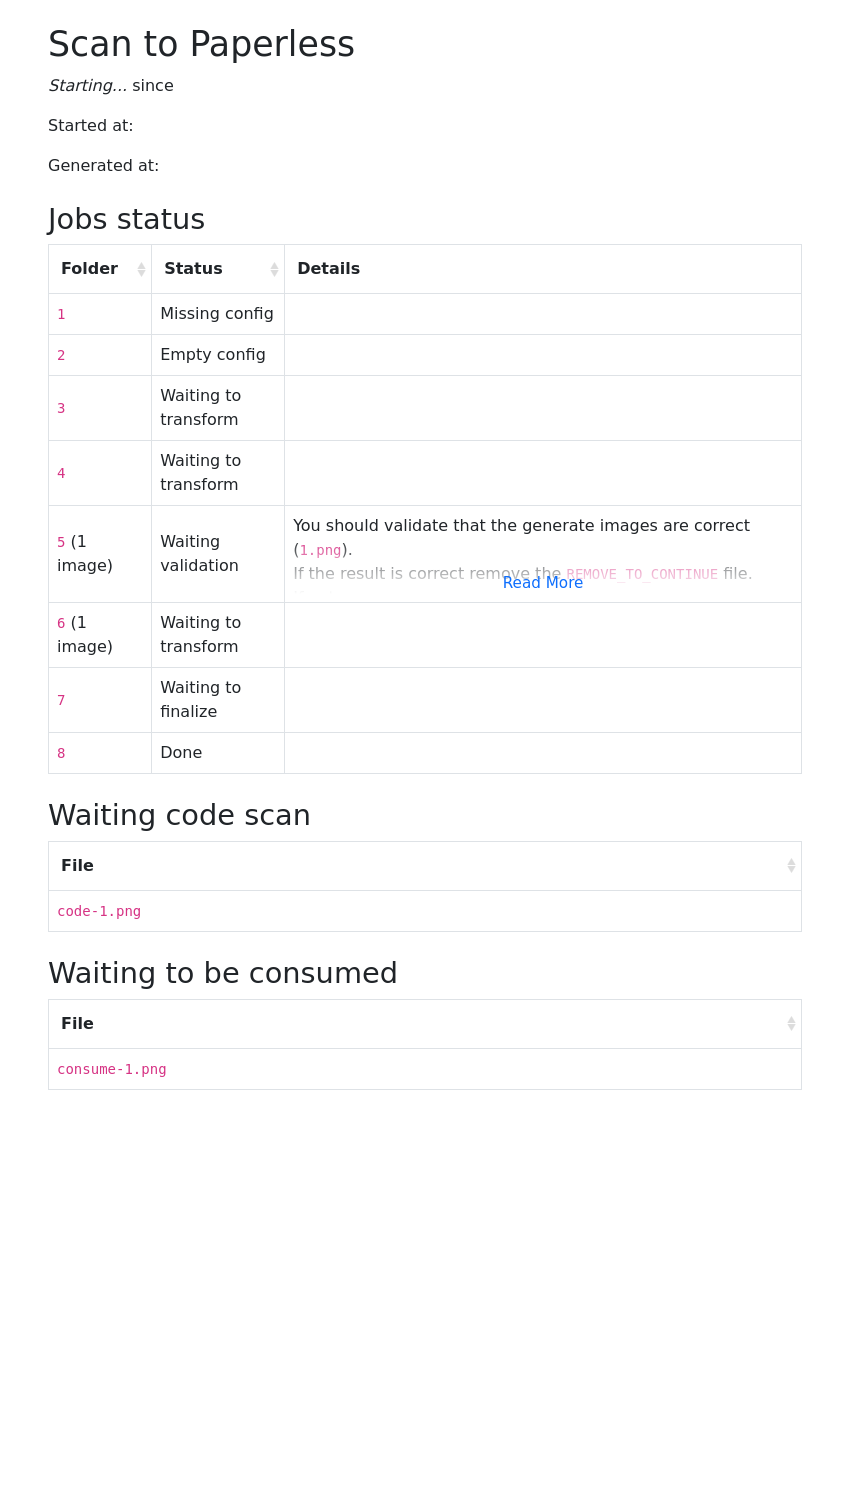 Scan to Paperless
Starting... since
Started at:
Generated at:
Jobs status
Folder Status Details
1 Missing config
2 Empty config
3 Waiting to
transform
4 Waiting to
transform
5 (1
image) Waiting
validation You should validate that the generate images are correct
(1.png).
If the result is correct remove the REMOVE_TO_CONTINUE file.
Read More
6 (1
image) Waiting to
transform
7 Waiting to
finalize
8 Done
Waiting code scan
File
code-1.png
Waiting to be consumed
File
consume-1.png